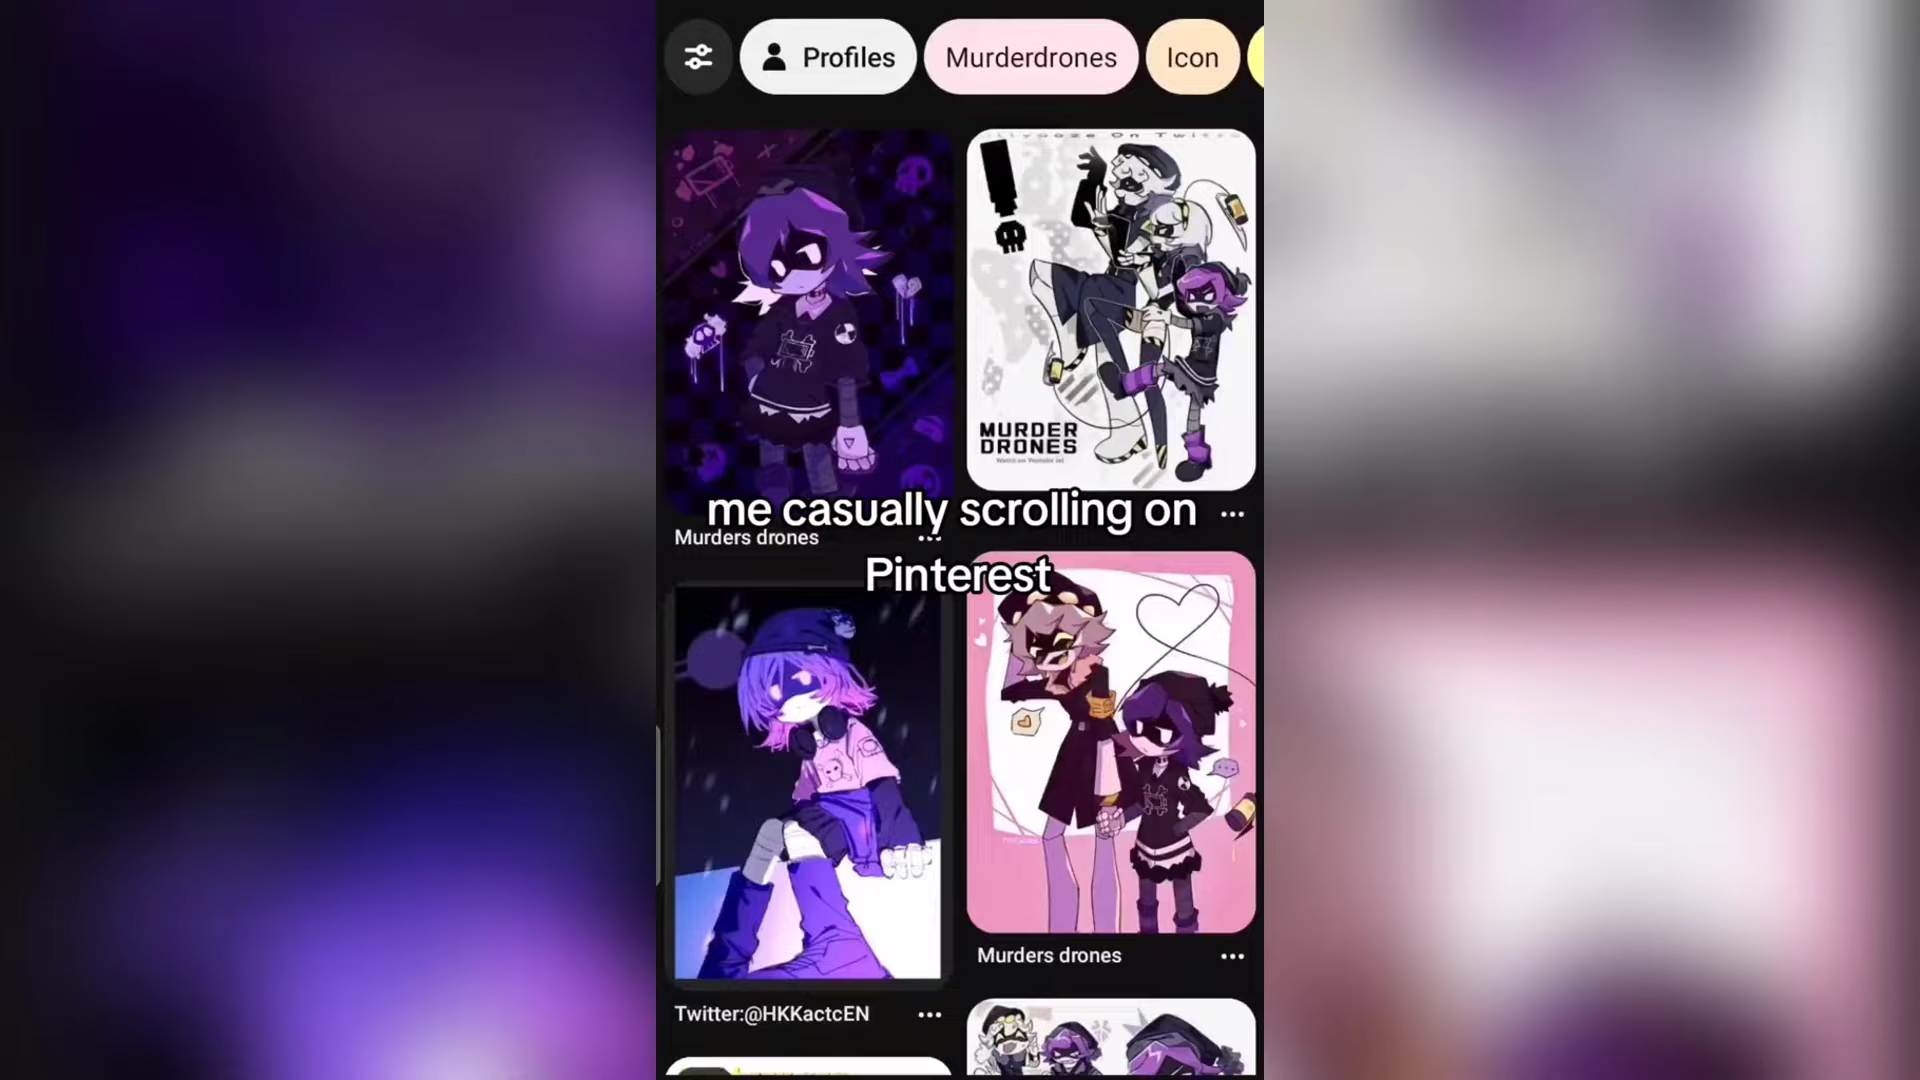 Profiles
Murderdrones
Icon
MURDER
DRONES
me casually scrolling on
Pinterest
Murders drones
Murders drones
Twitter:@HKKactcEN